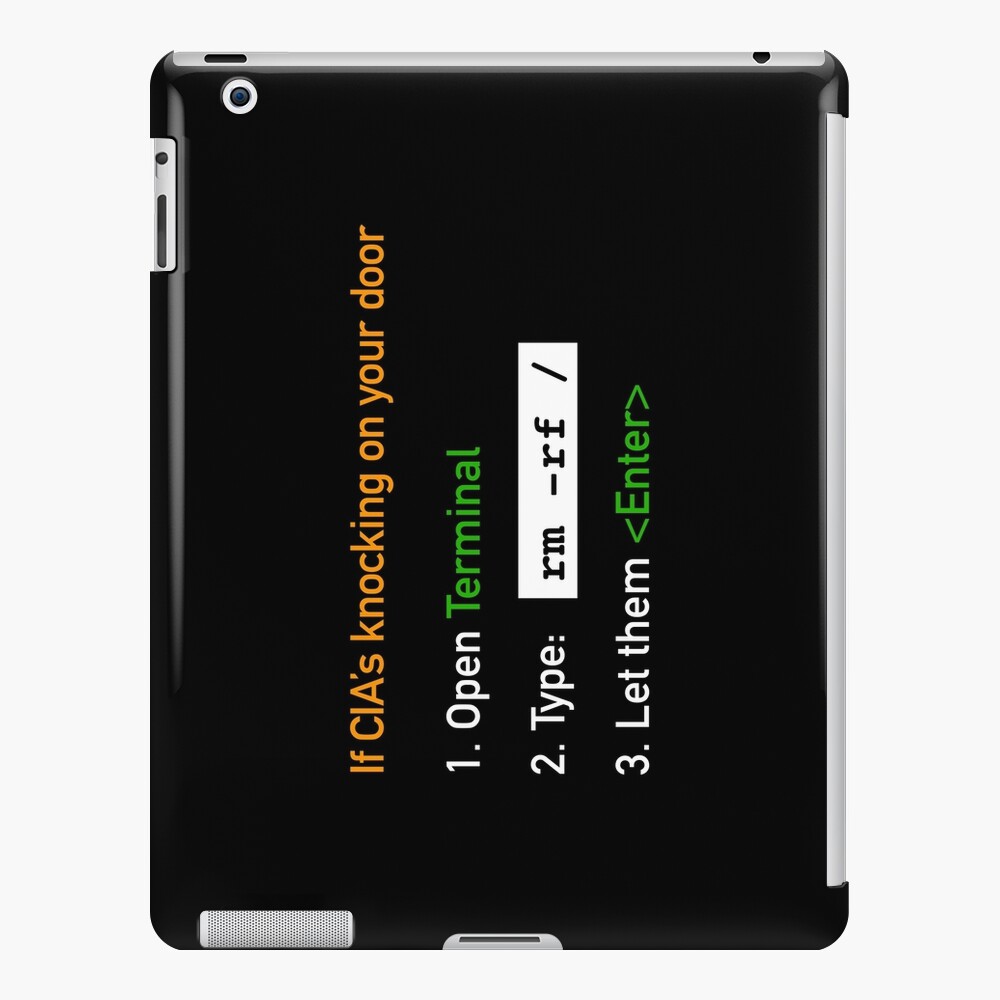 If CIA's knocking on your door
1. Open Terminal
2. Type: rm -rf /
3. Let them <Enter>